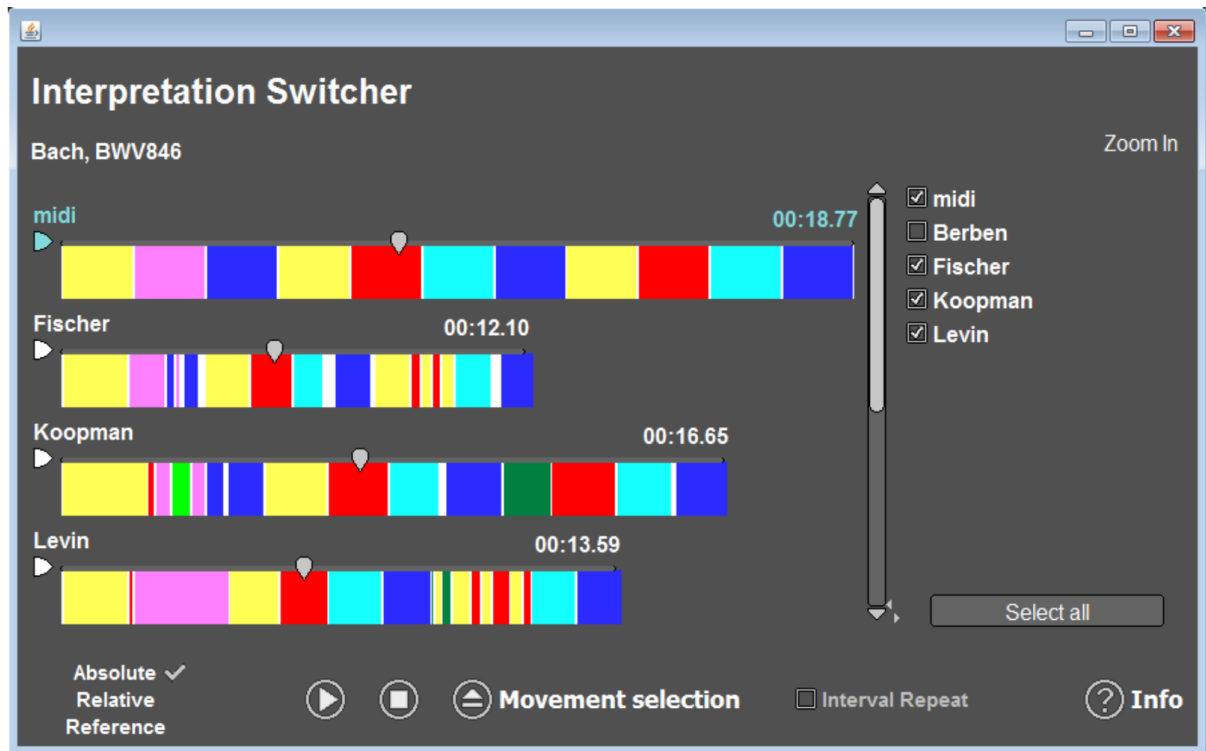 Interpretation Switcher
Bach, BWV846
Zoom In
midi
00:18.77
Fischer
00:12.10
Koopman
00:16.65
Levin
00:13.59
midi
Berben
Fischer
Koopman
Levin
Select all
Absolute
Relative
Reference
Movement selection
Interval Repeat
? Info